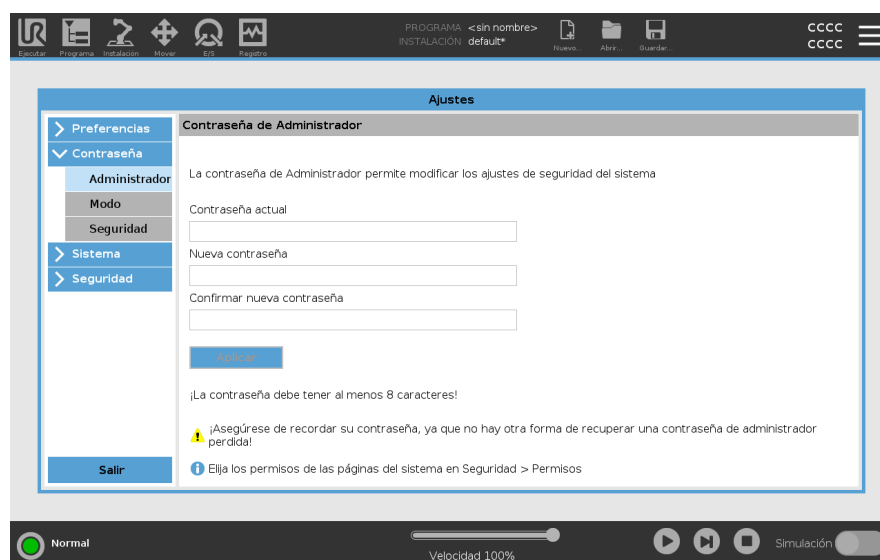 Ejecutar Programa Instalación Mover E/S Registro
PROGRAMA <sin nombre>
INSTALACIÓN default*
Nuevo... Abrir... Guardar...
cccc
cccc
Ajustes
Preferencias
Contraseña
Administrador
Modo
Seguridad
Sistema
Seguridad
Salir
Contraseña de Administrador
La contraseña de Administrador permite modificar los ajustes de seguridad del sistema
Contraseña actual
Nueva contraseña
Confirmar nueva contraseña
Aplicar
¡La contraseña debe tener al menos 8 caracteres!
¡Asegúrese de recordar su contraseña, ya que no hay otra forma de recuperar una contraseña de administrador
perdida!
Elija los permisos de las páginas del sistema en Seguridad > Permisos
Normal
Velocidad 100%
Simulación